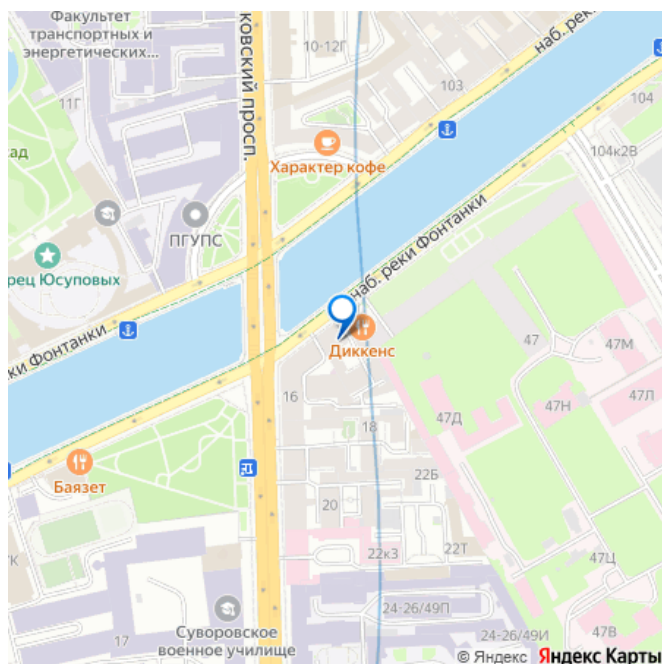 Факультет
транспортных и
энергетических...
10-12Г
наб. рек
103
104
11Г
ковский просп.
Характер кофе
104к2В
ад
ПГУПС
наб. реки Фонтанки
рец Юсуповых
ки Фонтанки
Диккенс
47
47М
16
47Д
47Н
47Л
18
Баязет
22Б
20
УК
22к3
22Т
47Ц
24-26/49П
Суворовское
военное училище
17
24-26/49И
47В
© Яндекс Яндекс Карты